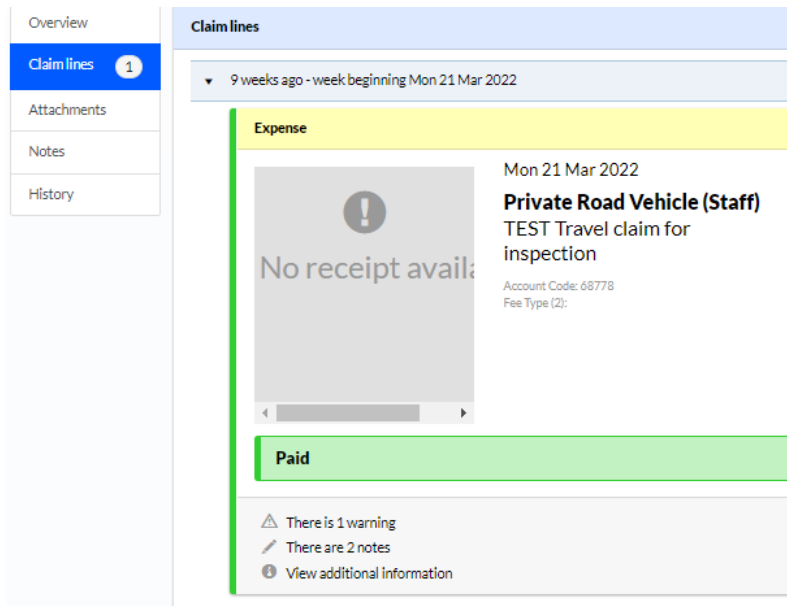 Overview
Claim lines 1
Attachments
Notes
History
Claim lines
9 weeks ago - week beginning Mon 21 Mar 2022
Expense
No receipt
Mon 21 Mar 2022
Private Road Vehicle (Staff)
TEST Travel claim for
inspection
Account Code: 68778
Fee Type (2):
Paid
There is 1 warning
There are 2 notes
View additional information